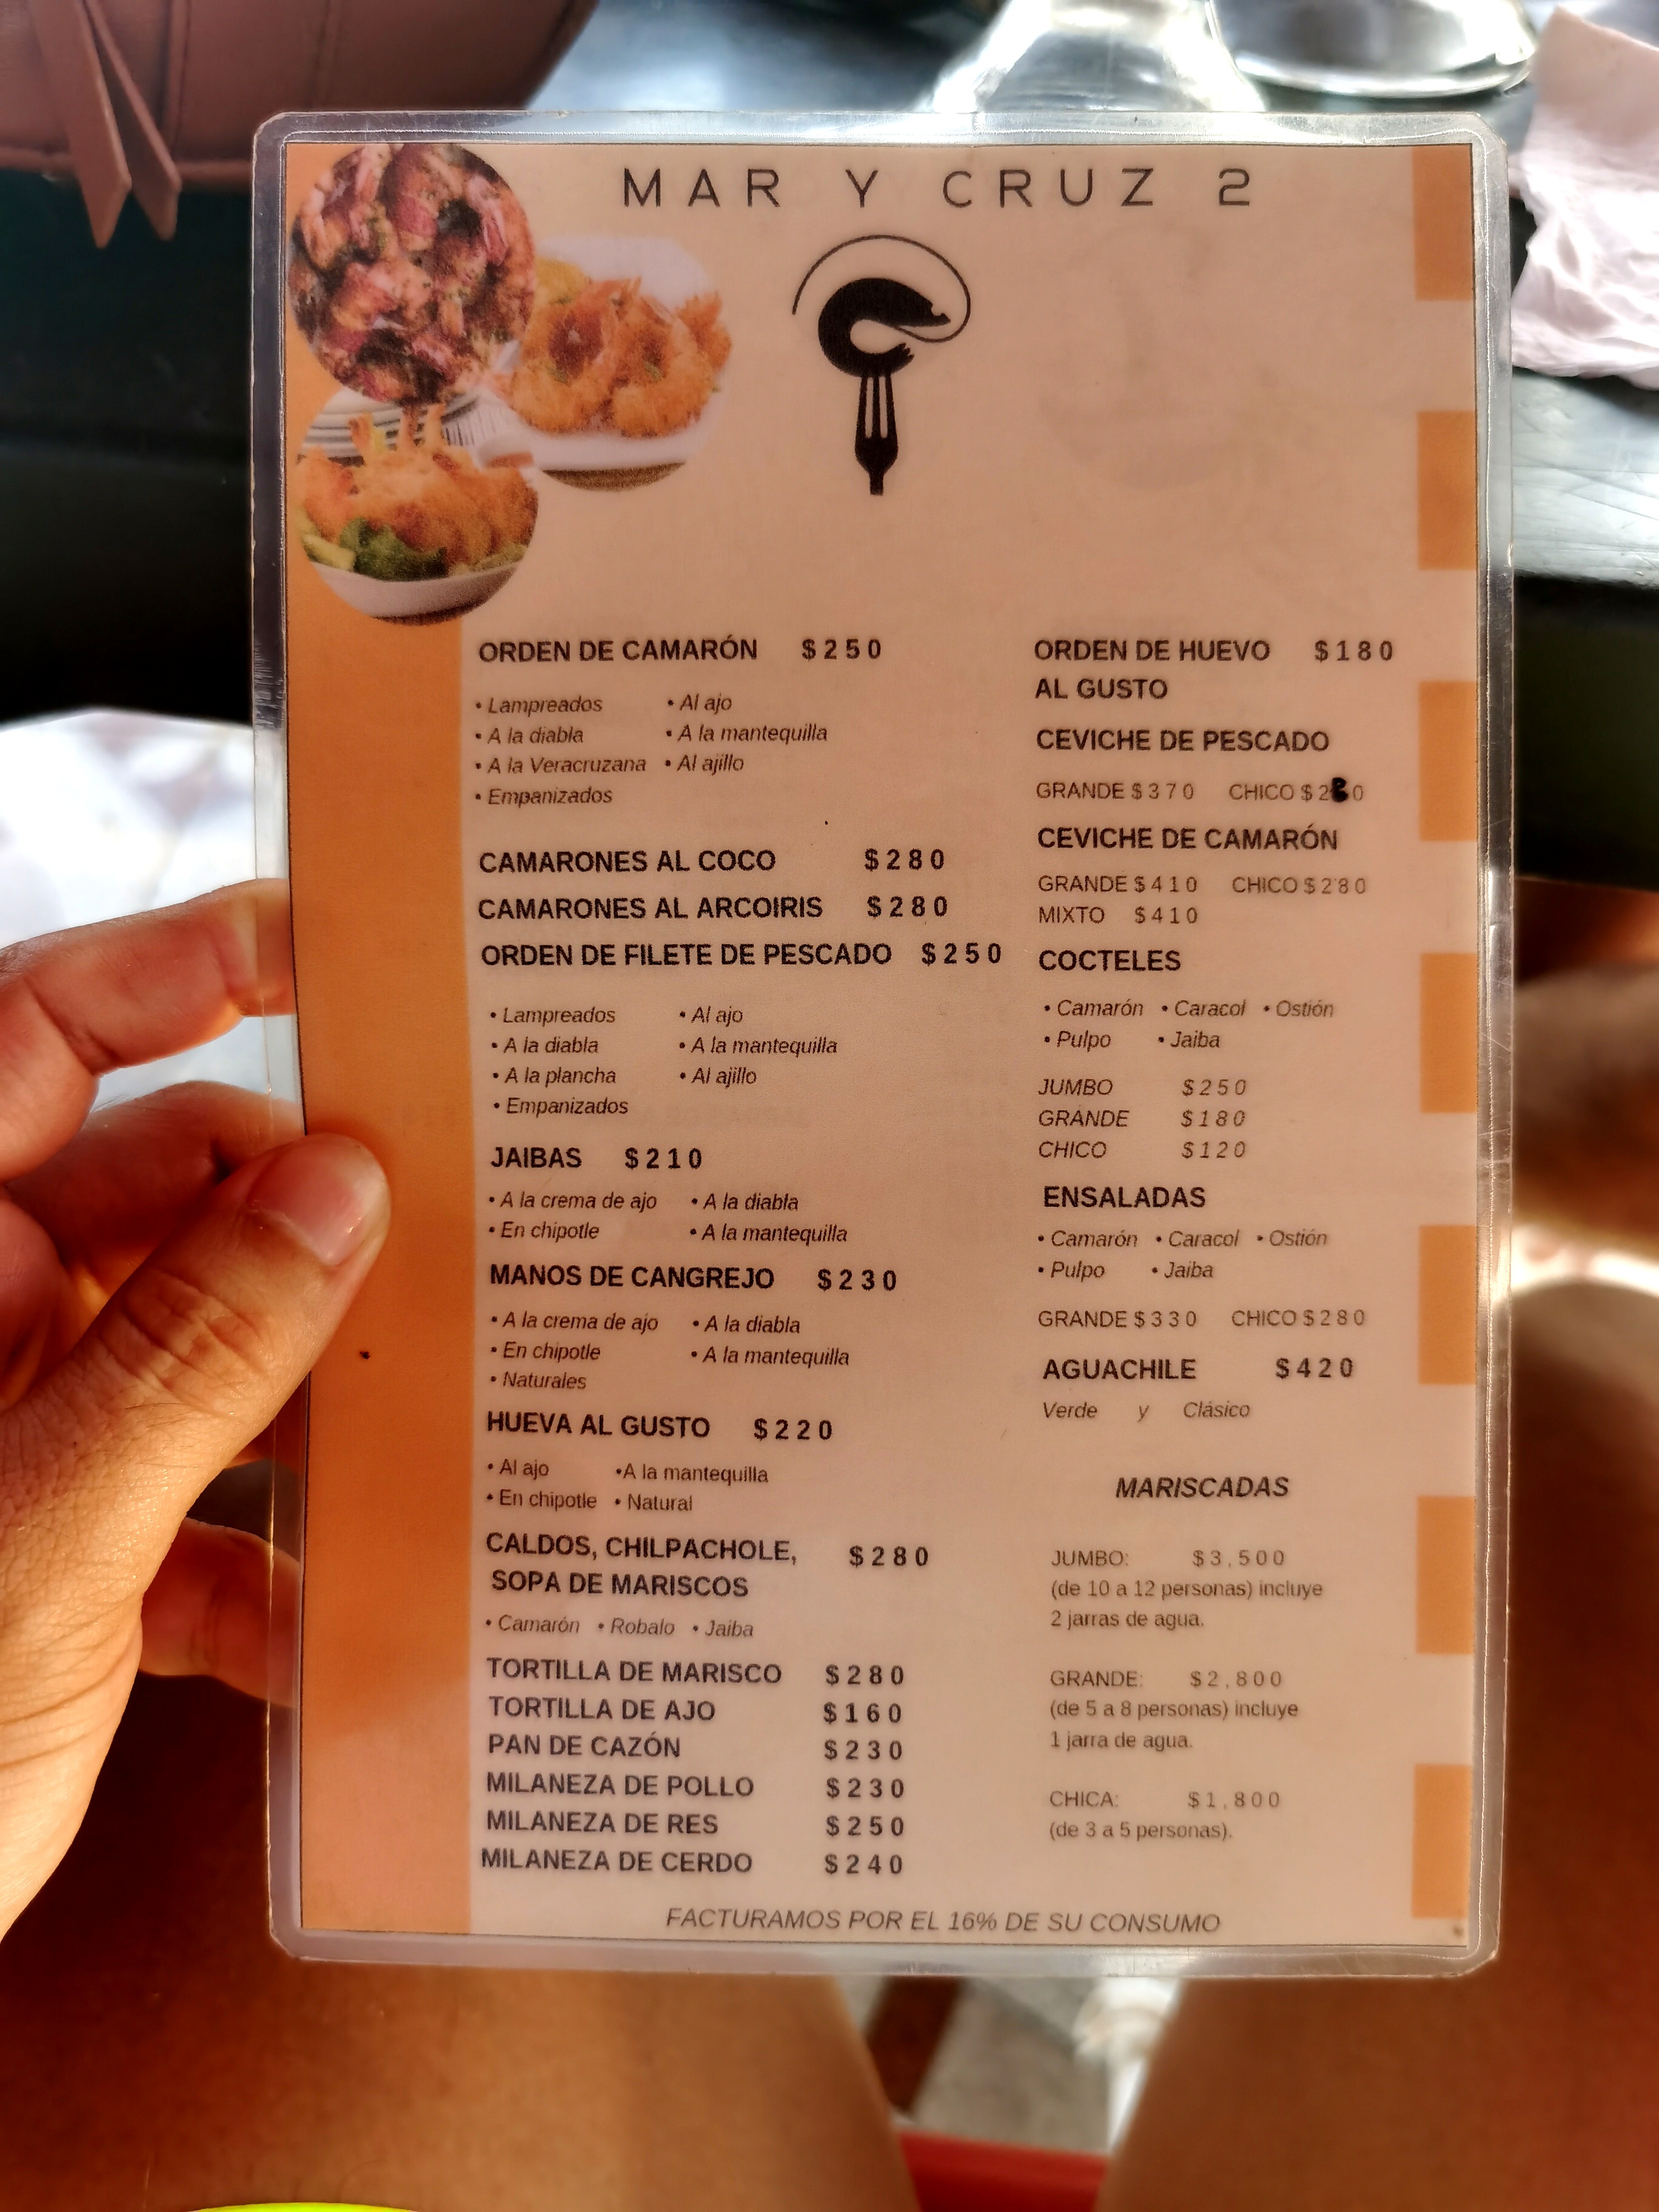 MAR Y CRUZ 2
ORDEN DE CAMARÓN $250
• Lampreados • Al ajo
• A la diabla • A la mantequilla
• A la Veracruzana • Al ajillo
• Empanizados
CAMARONES AL COCO $280
CAMARONES AL ARCOIRIS $280
ORDEN DE FILETE DE PESCADO $250
• Lampreados • Al ajo
• A la diabla • A la mantequilla
• A la plancha • Al ajillo
• Empanizados
JAIBAS $210
• A la crema de ajo • A la diabla
• En chipotle • A la mantequilla
MANOS DE CANGREJO $230
• A la crema de ajo • A la diabla
• En chipotle • A la mantequilla
• Naturales
HUEVA AL GUSTO $220
• Al ajo •A la mantequilla
• En chipotle • Natural
CALDOS, CHILPACHOLE, $280
SOPA DE MARISCOS
• Camarón • Robalo • Jaiba
TORTILLA DE MARISCO $280
TORTILLA DE AJO $160
PAN DE CAZÓN $230
MILANEZA DE POLLO $230
MILANEZA DE RES $250
MILANEZA DE CERDO $240
ORDEN DE HUEVO $180
AL GUSTO
CEVICHE DE PESCADO
GRANDE $370 CHICO
CEVICHE DE CAMARÓN
GRANDE $410 CHICO $280
MIXTO $410
COCTELES
• Camarón • Caracol • Ostión
• Pulpo • Jaiba
JUMBO $250
GRANDE $180
CHICO $120
ENSALADAS
• Camarón • Caracol • Ostión
• Pulpo • Jaiba
GRANDE $330 CHICO $280
AGUACHILE $420
Verde y Clásico
MARISCADAS
JUMBO: $3,500
(de 10 a 12 personas) incluye
2 jarras de agua.
GRANDE: $2,800
(de 5 a 8 personas) incluye
1 jarra de agua.
CHICA: $1,800
(de 3 a 5 personas).
FACTURAMOS POR EL 16% DE SU CONSUMO